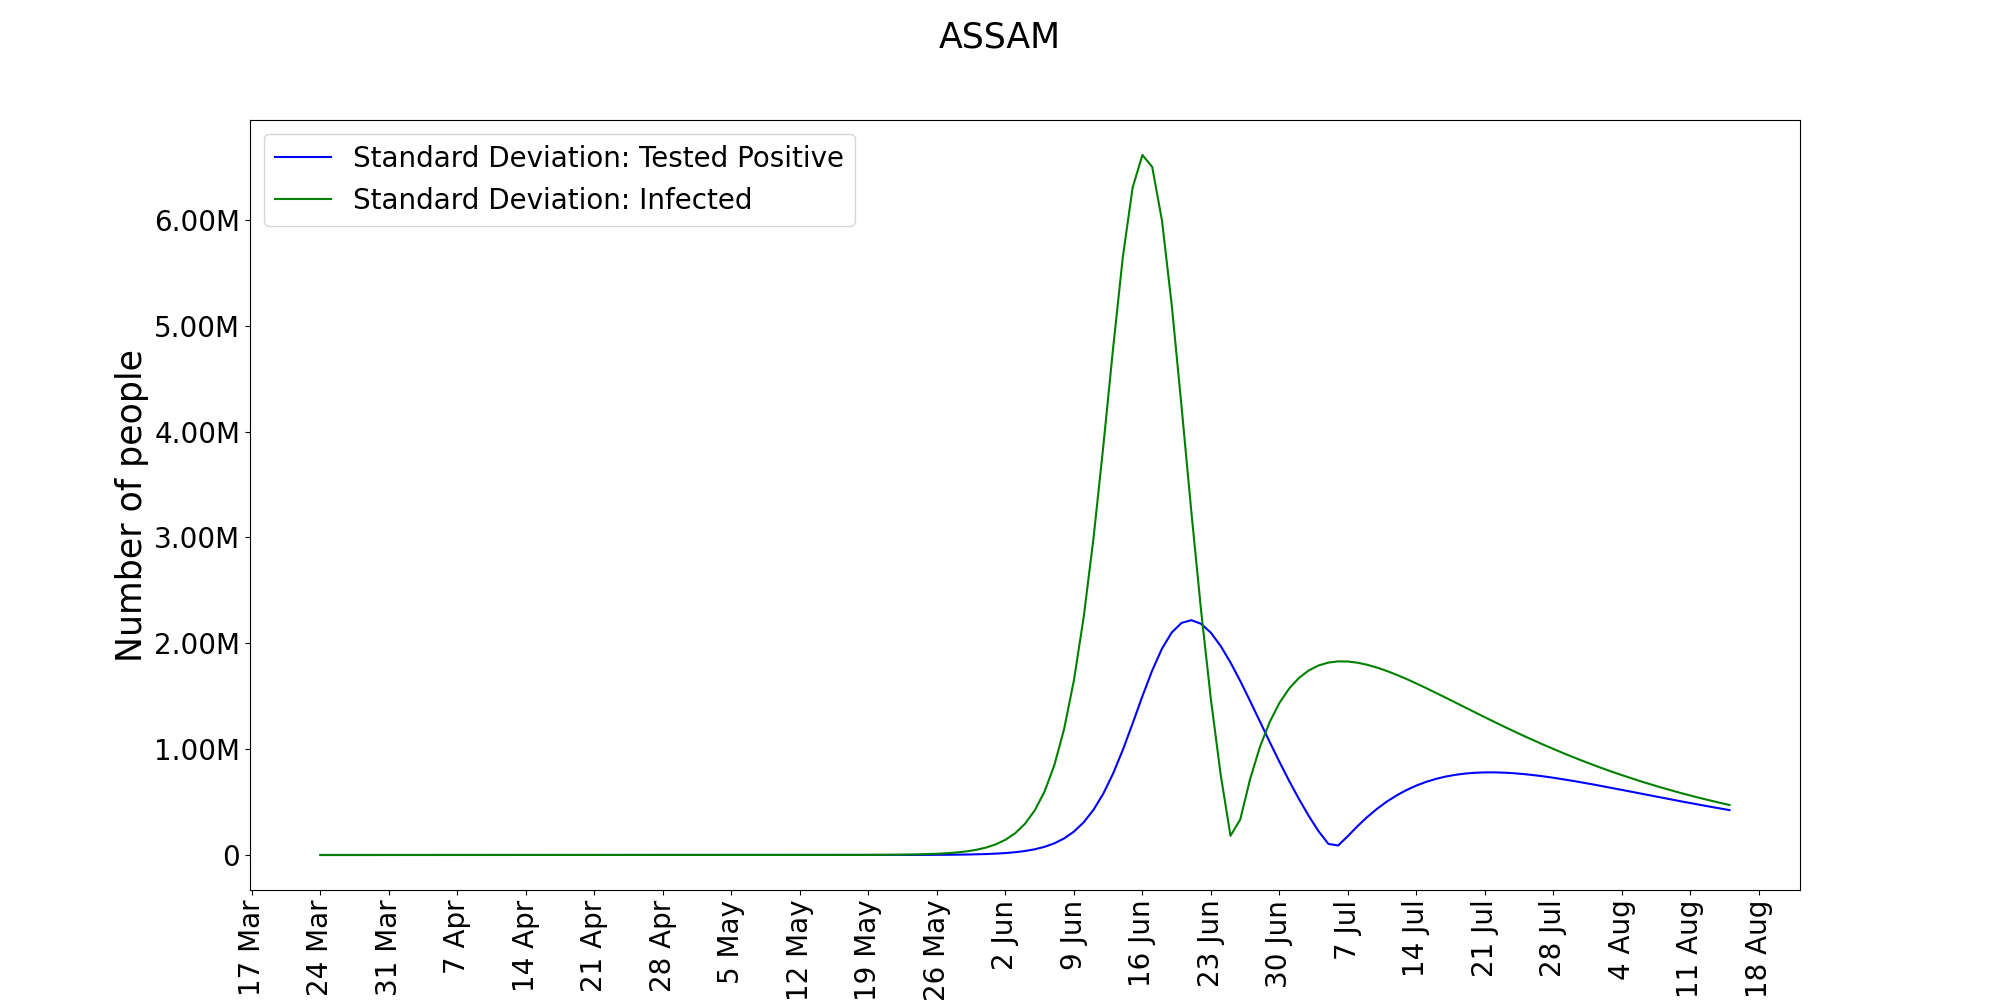 ASSAM
Standard Deviation: Tested Positive
Standard Deviation: Infected
Number of people
6.00M
5.00M
4.00M
3.00M
2.00M
1.00M
0
17 Mar
24 Mar
31 Mar
7 Apr
14 Apr
21 Apr
28 Apr
5 May
12 May
19 May
26 May
2 Jun
9 Jun
16 Jun
23 Jun
30 Jun
7 Jul
14 Jul
21 Jul
28 Jul
4 Aug
11 Aug
18 Aug